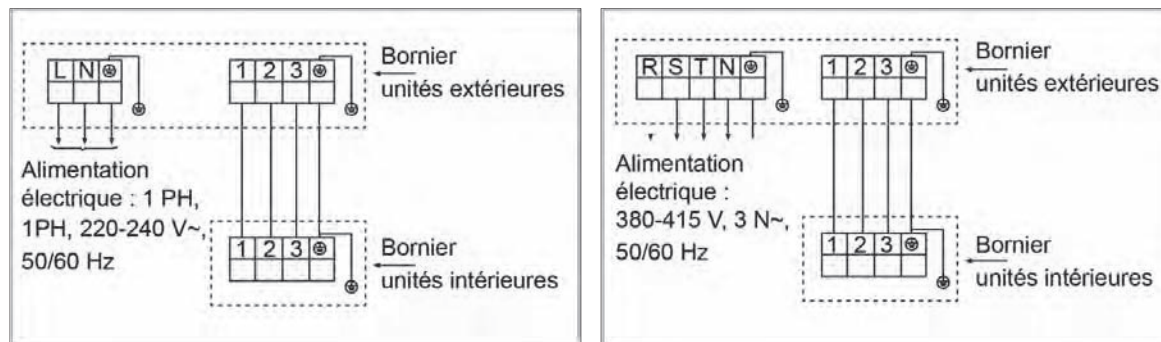 L N
1 2 3
Bornier
unités extérieures
Alimentation
électrique : 1 PH,
1PH, 220-240 V~,
50/60 Hz
1 2 3
Bornier
unités intérieures
R S T N
1 2 3
Bornier
unités extérieures
Alimentation
électrique :
380-415 V, 3 N~,
50/60 Hz
1 2 3
Bornier
unités intérieures